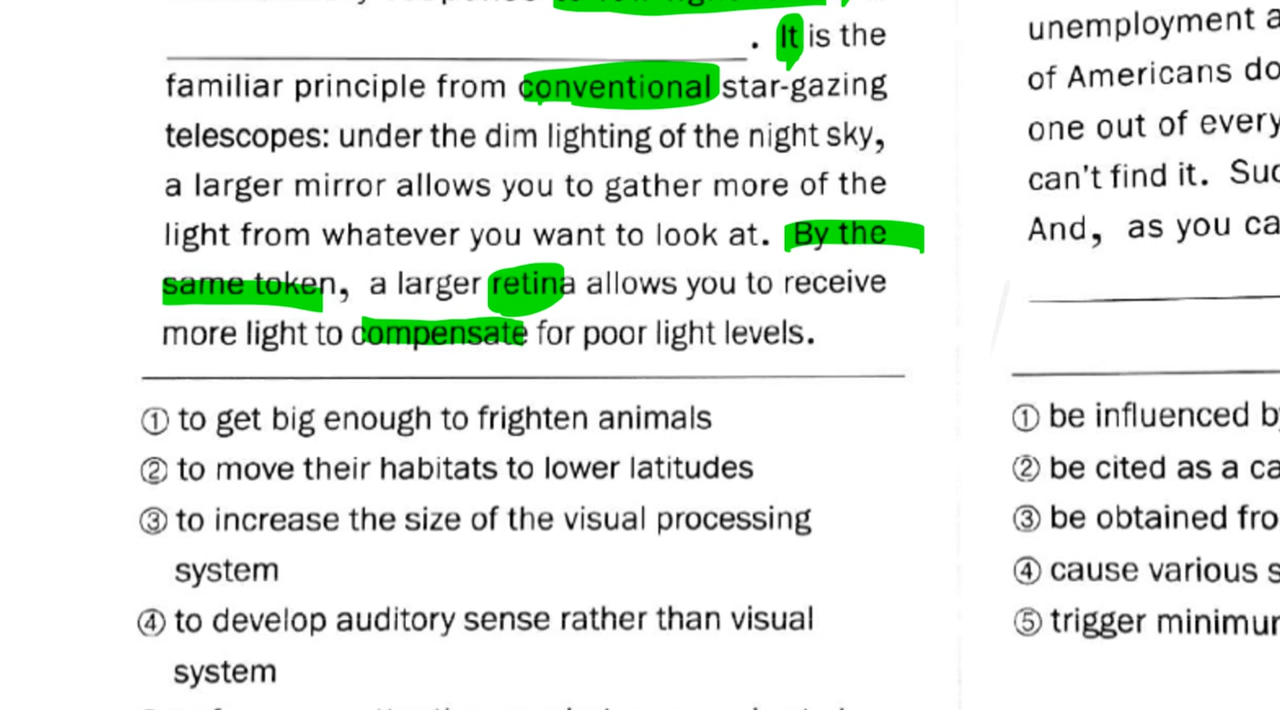 . It is the
familiar principle from conventional star-gazing
telescopes: under the dim lighting of the night sky,
a larger mirror allows you to gather more of the
light from whatever you want to look at. By the
same token, a larger retina allows you to receive
more light to compensate for poor light levels.
① to get big enough to frighten animals
② to move their habitats to lower latitudes
③ to increase the size of the visual processing
system
④ to develop auditory sense rather than visual
system
unemployment
of Americans do
one out of every
can't find it.
And, as you
① be influenced
② be cited as a
③ be obtained
④ cause various
⑤ trigger